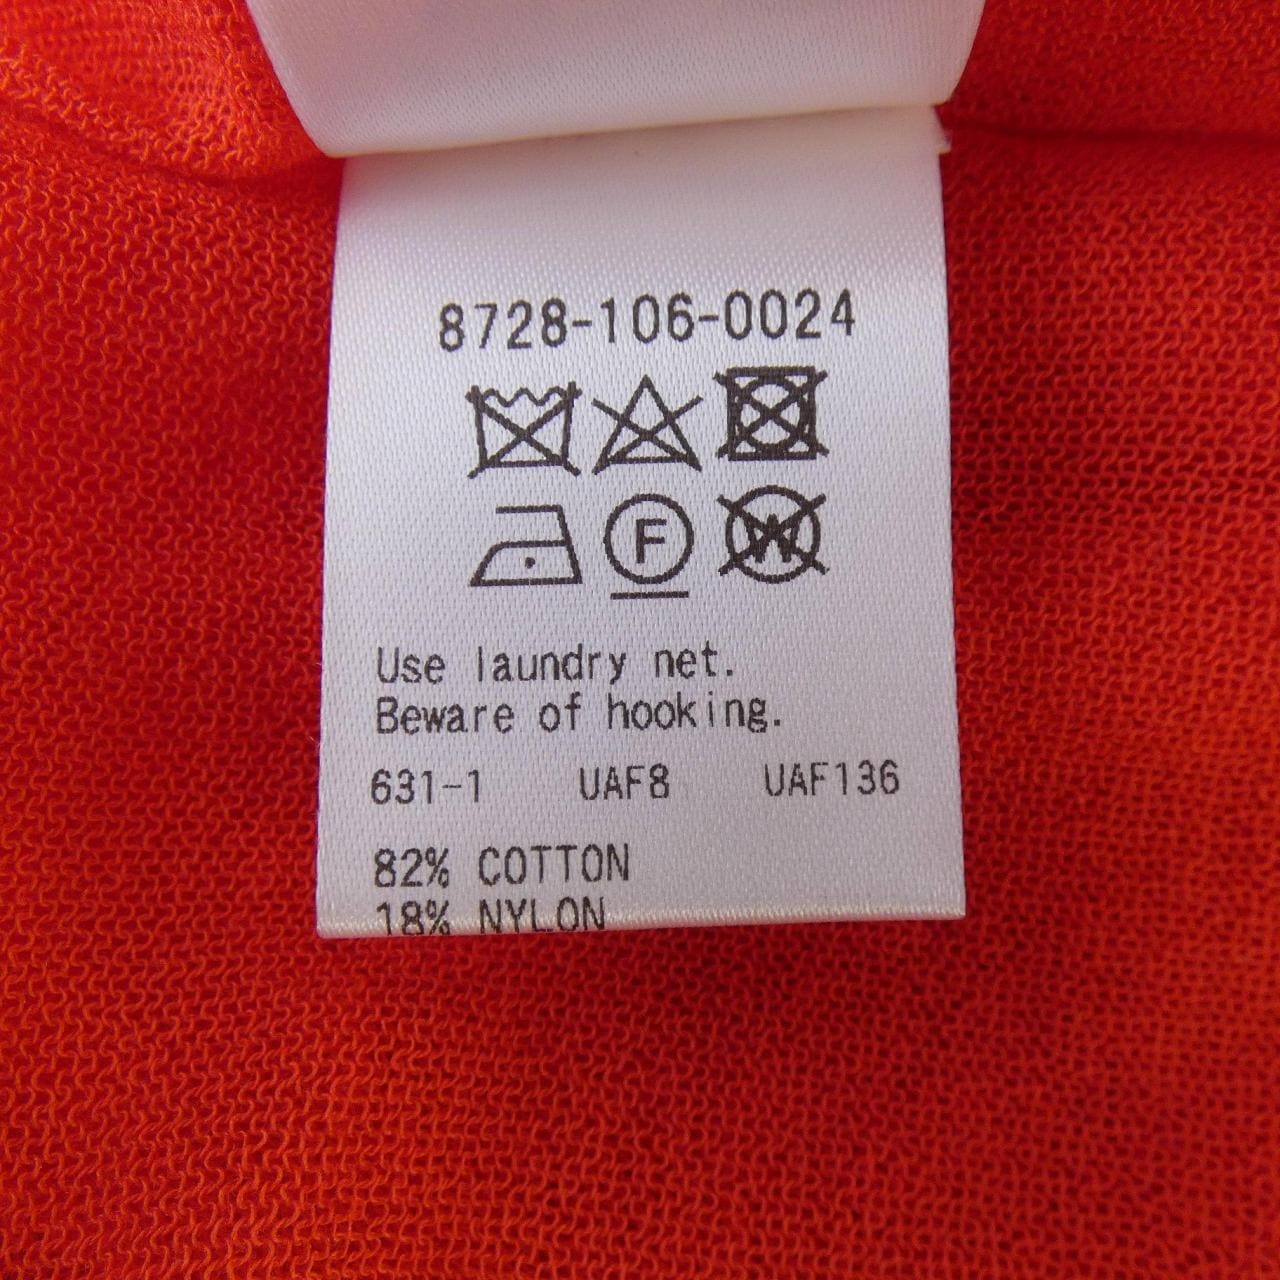 8728-106-0024
F
W
Use laundry net.
Beware of hooking.
631-1 UAF8 UAF136
82% COTTON
18% NYLON